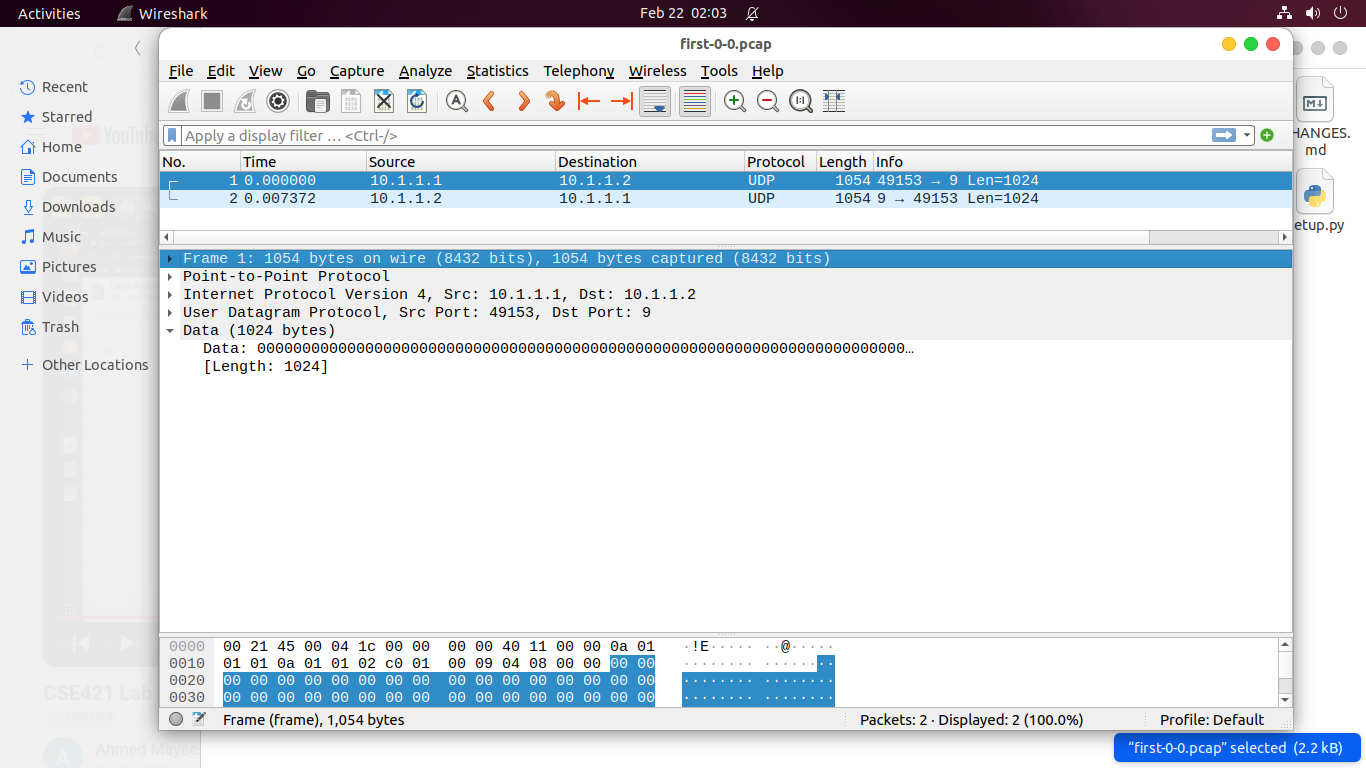 Activities Wireshark Feb 22 02:03
first-0-0.pcap
File Edit View Go Capture Analyze Statistics Telephony Wireless Tools Help
Apply a display filter … <Ctrl-/>
No. Time Source Destination Protocol Length Info
1 0.000000 10.1.1.1 10.1.1.2 UDP 1054 49153 → 9 Len=1024
2 0.007372 10.1.1.2 10.1.1.1 UDP 1054 9 → 49153 Len=1024
Frame 1: 1054 bytes on wire (8432 bits), 1054 bytes captured (8432 bits)
Point-to-Point Protocol
Internet Protocol Version 4, Src: 10.1.1.1, Dst: 10.1.1.2
User Datagram Protocol, Src Port: 49153, Dst Port: 9
Data (1024 bytes)
Data: 000000000000000000000000000000000000000000000000000000000000000000000000…
[Length: 1024]
0000 00 21 45 00 04 1c 00 00 00 00 40 11 00 00 0a 01 ·!E····· ··@·····
0010 01 01 0a 01 01 02 c0 01 00 09 04 08 00 00 00 00 ········ ········
0020 00 00 00 00 00 00 00 00 00 00 00 00 00 00 00 00 ········ ········
0030 00 00 00 00 00 00 00 00 00 00 00 00 00 00 00 00 ········ ········
Frame (frame), 1,054 bytes Packets: 2 · Displayed: 2 (100.0%) Profile: Default
Recent
Starred
Home
Documents
Downloads
Music
Pictures
Videos
Trash
Other Locations
YouTube
CSE421 Lab
Ahmed Mayee
HANGES.
md
etup.py
“first-0-0.pcap” selected (2.2 kB)